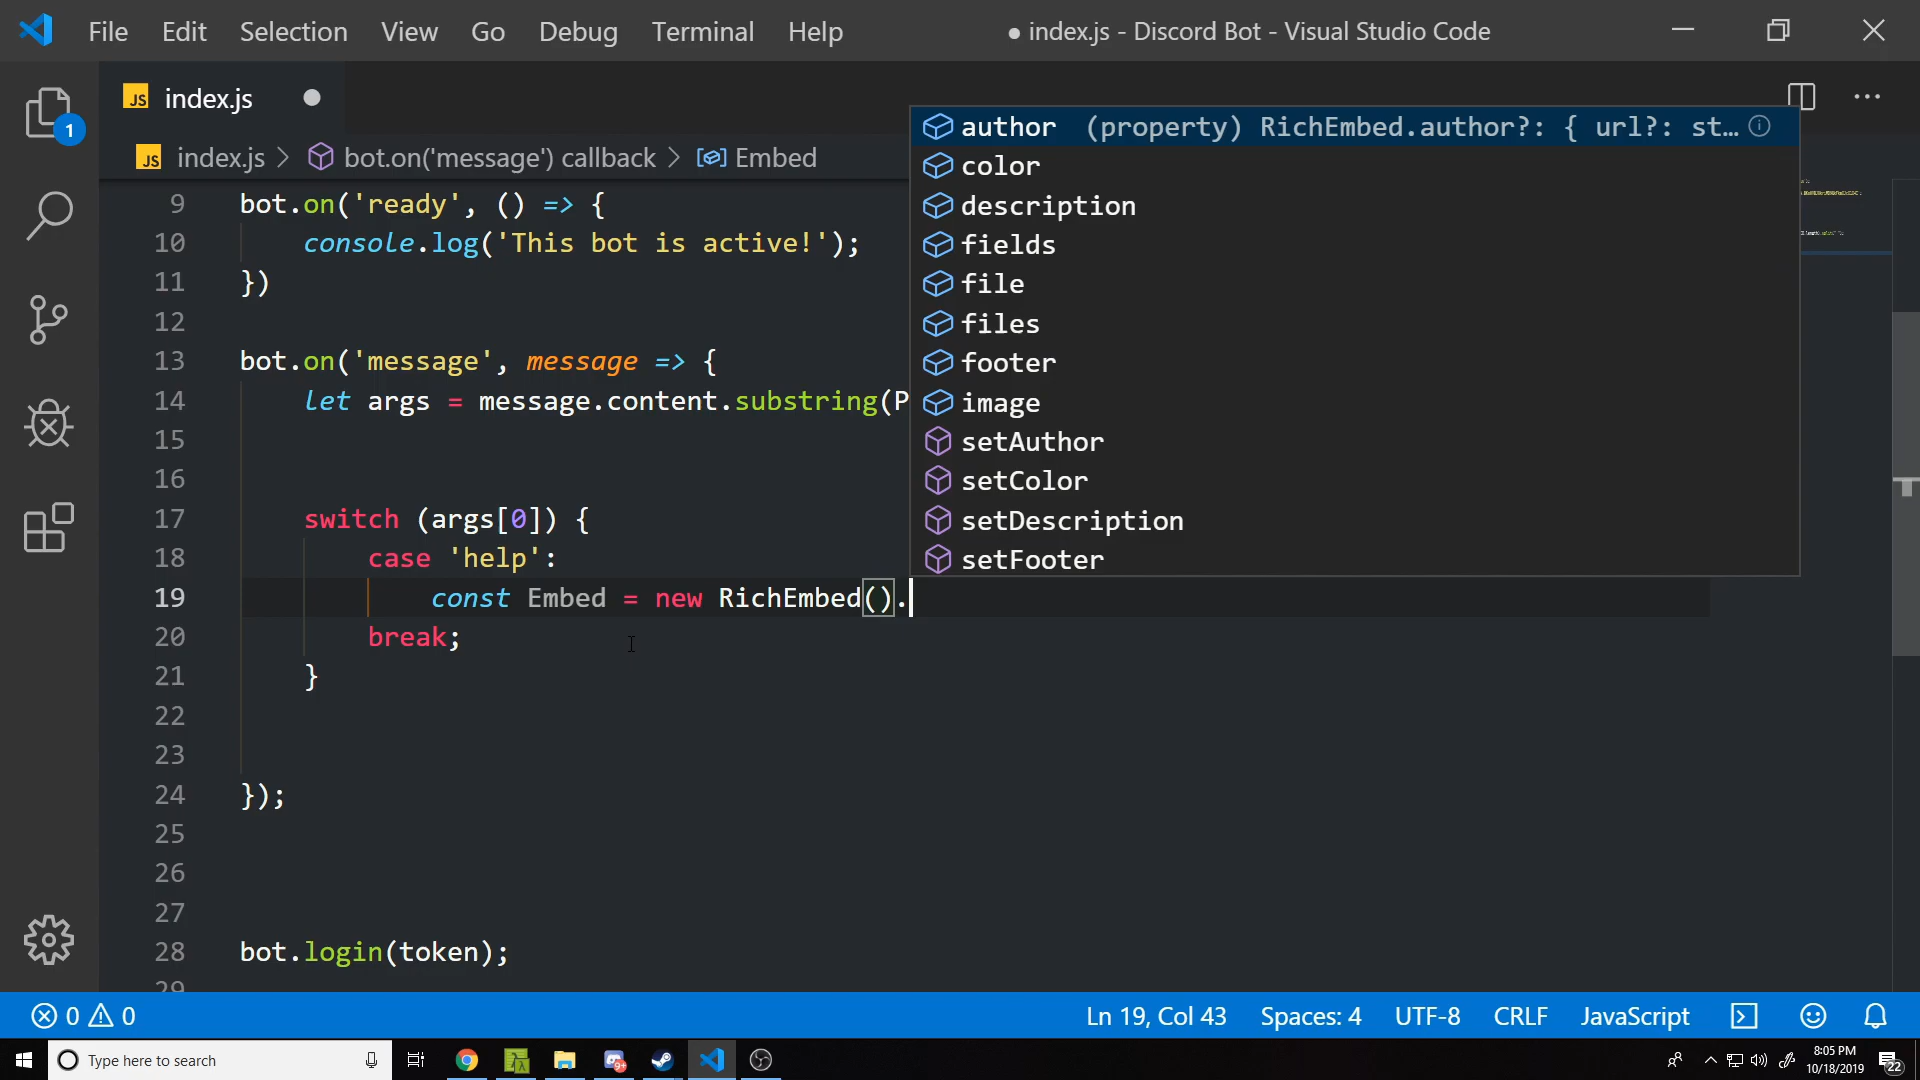 File Edit Selection View Go Debug Terminal Help
● index.js - Discord Bot - Visual Studio Code
JS index.js ●
JS index.js > bot.on('message') callback > Embed
1
9 bot.on('ready', () => {
10 console.log('This bot is active!');
11 })
12
13 bot.on('message', message => {
14 let args = message.content.substring(P
15
16
17 switch (args[0]) {
18 case 'help':
19 const Embed = new RichEmbed().
20 break;
21 }
22
23
24 });
25
26
27
28 bot.login(token);
29
author (property) RichEmbed.author?: { url?: st…
color
description
fields
file
files
footer
image
setAuthor
setColor
setDescription
setFooter
0 0
Ln 19, Col 43 Spaces: 4 UTF-8 CRLF JavaScript
Type here to search
9+
8:05 PM
10/18/2019
22